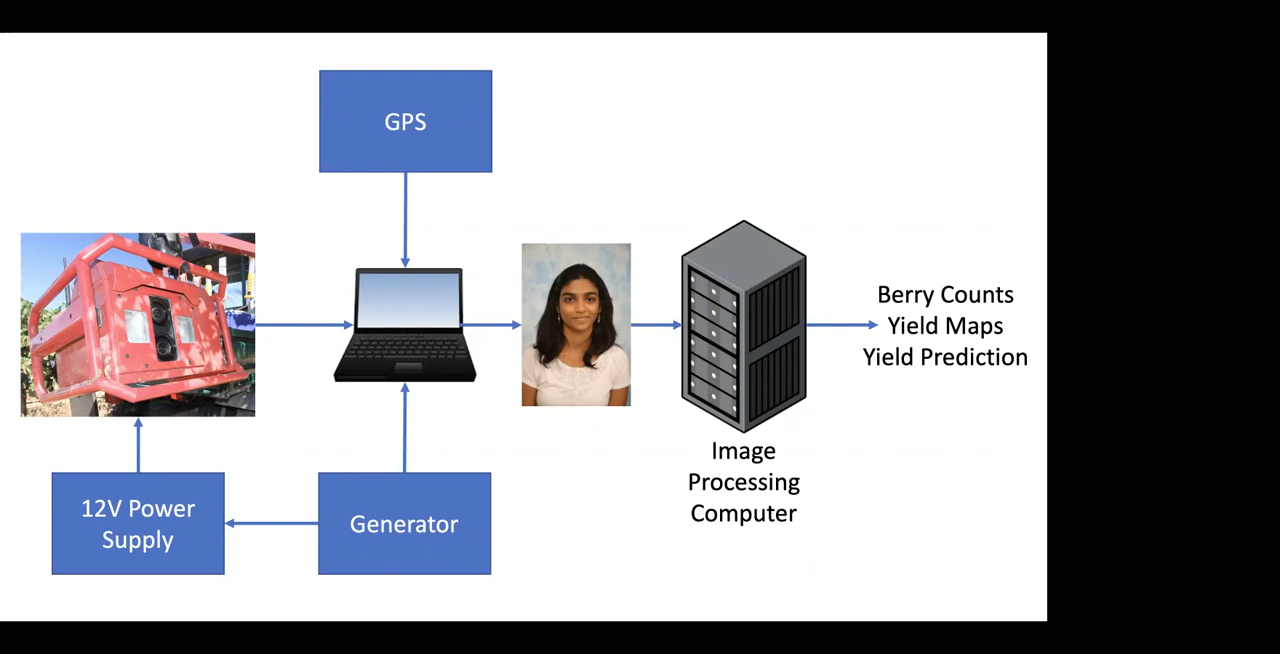 GPS
Berry Counts
Yield Maps
Yield Prediction
Image
Processing
Computer
12V Power
Supply
Generator